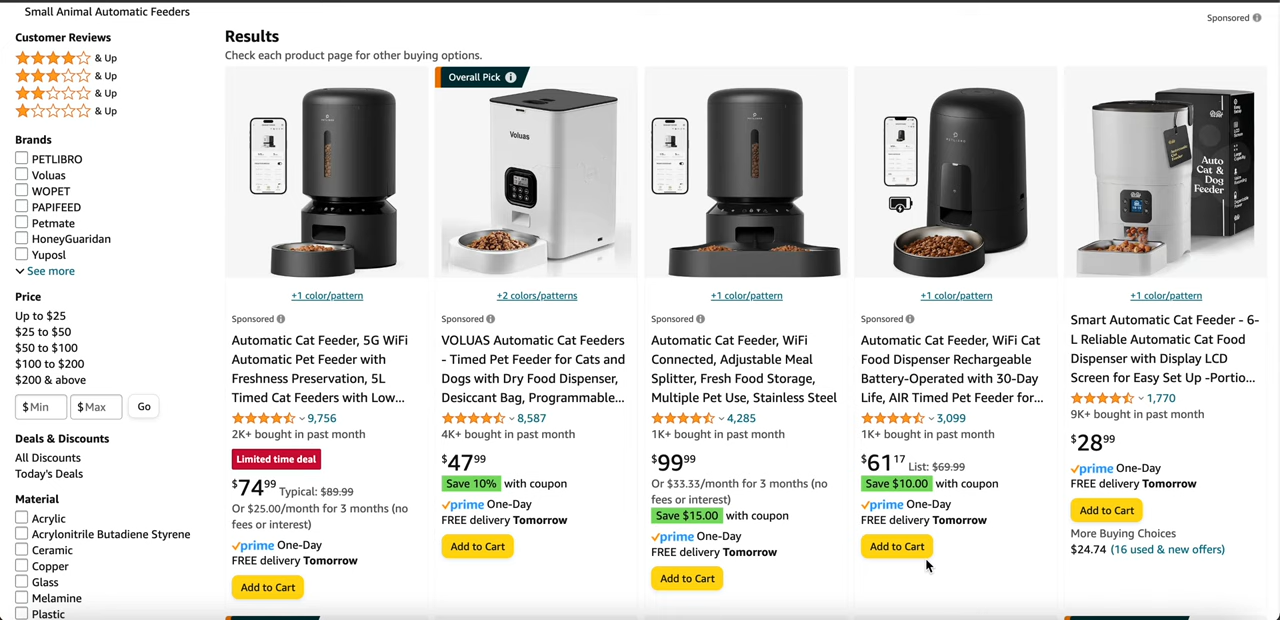 Small Animal Automatic Feeders
Sponsored
Customer Reviews
& Up
& Up
& Up
& Up
Brands
PETLIBRO
Voluas
WOPET
PAPIFEED
Petmate
HoneyGuaridan
Yuposl
See more
Price
Up to $25
$25 to $50
$50 to $100
$100 to $200
$200 & above
$ Min $ Max Go
Deals & Discounts
All Discounts
Today's Deals
Material
Acrylic
Acrylonitrile Butadiene Styrene
Ceramic
Copper
Glass
Melamine
Plastic
Results
Check each product page for other buying options.
+1 color/pattern
Sponsored
Automatic Cat Feeder, 5G WiFi
Automatic Pet Feeder with
Freshness Preservation, 5L
Timed Cat Feeders with Low...
9,756
2K+ bought in past month
Limited time deal
$74 99 Typical: $89.99
Or $25.00/month for 3 months (no
fees or interest)
prime One-Day
FREE delivery Tomorrow
Add to Cart
Overall Pick
Voluas
+2 colors/patterns
Sponsored
VOLUAS Automatic Cat Feeders
- Timed Pet Feeder for Cats and
Dogs with Dry Food Dispenser,
Desiccant Bag, Programmable...
8,587
4K+ bought in past month
$47 99
Save 10% with coupon
prime One-Day
FREE delivery Tomorrow
Add to Cart
+1 color/pattern
Sponsored
Automatic Cat Feeder, WiFi
Connected, Adjustable Meal
Splitter, Fresh Food Storage,
Multiple Pet Use, Stainless Steel
4,285
1K+ bought in past month
$99 99
Or $33.33/month for 3 months (no
fees or interest)
Save $15.00 with coupon
prime One-Day
FREE delivery Tomorrow
Add to Cart
PETLIBRO
+1 color/pattern
Sponsored
Automatic Cat Feeder, WiFi Cat
Food Dispenser Rechargeable
Battery-Operated with 30-Day
Life, AIR Timed Pet Feeder for...
3,099
1K+ bought in past month
$61 17 List: $69.99
Save $10.00 with coupon
prime One-Day
FREE delivery Tomorrow
Add to Cart
Auto
Cat &
Dog
Feeder
+1 color/pattern
Smart Automatic Cat Feeder - 6-
L Reliable Automatic Cat Food
Dispenser with Display LCD
Screen for Easy Set Up -Portio...
1,770
9K+ bought in past month
$28 99
prime One-Day
FREE delivery Tomorrow
Add to Cart
More Buying Choices
$24.74 (16 used & new offers)